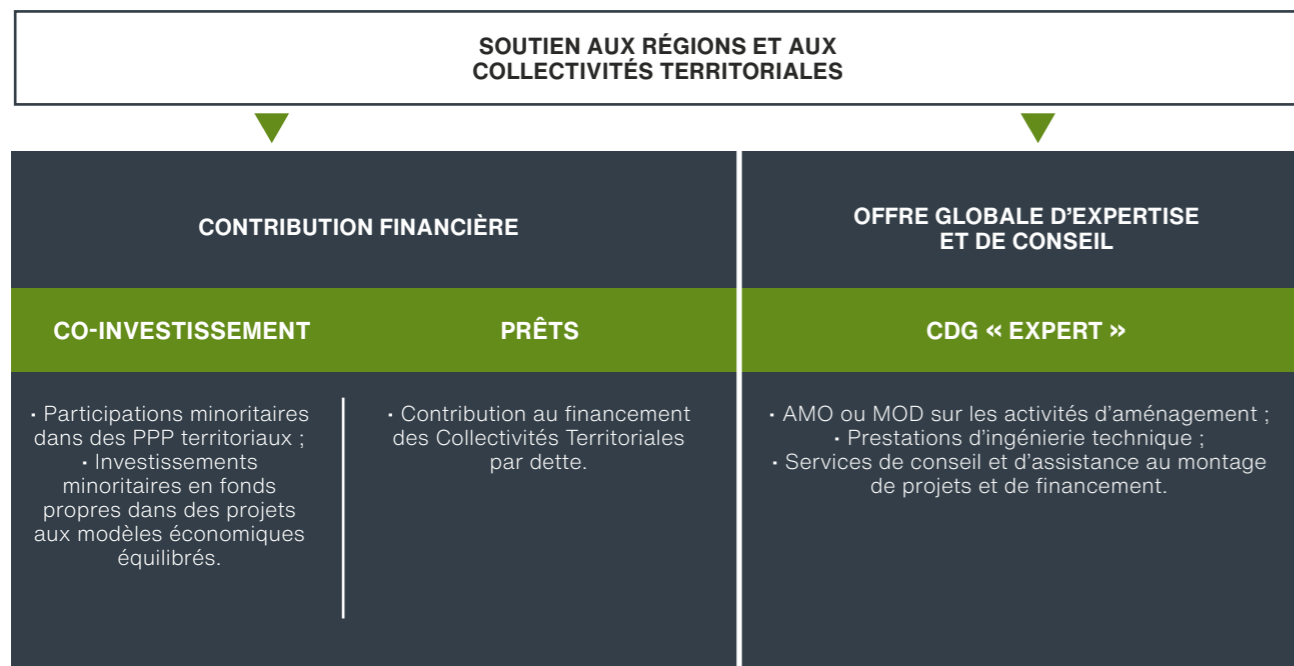 SOUTIEN AUX RÉGIONS ET AUX
COLLECTIVITÉS TERRITORIALES
CONTRIBUTION FINANCIÈRE
CO-INVESTISSEMENT
• Participations minoritaires
dans des PPP territoriaux ;
• Investissements
minoritaires en fonds
propres dans des projets
aux modèles économiques
équilibrés.
PRÊTS
• Contribution au financement
des Collectivités Territoriales
par dette.
OFFRE GLOBALE D’EXPERTISE
ET DE CONSEIL
CDG « EXPERT »
• AMO ou MOD sur les activités d’aménagement ;
• Prestations d’ingénierie technique ;
• Services de conseil et d’assistance au montage
de projets et de financement.